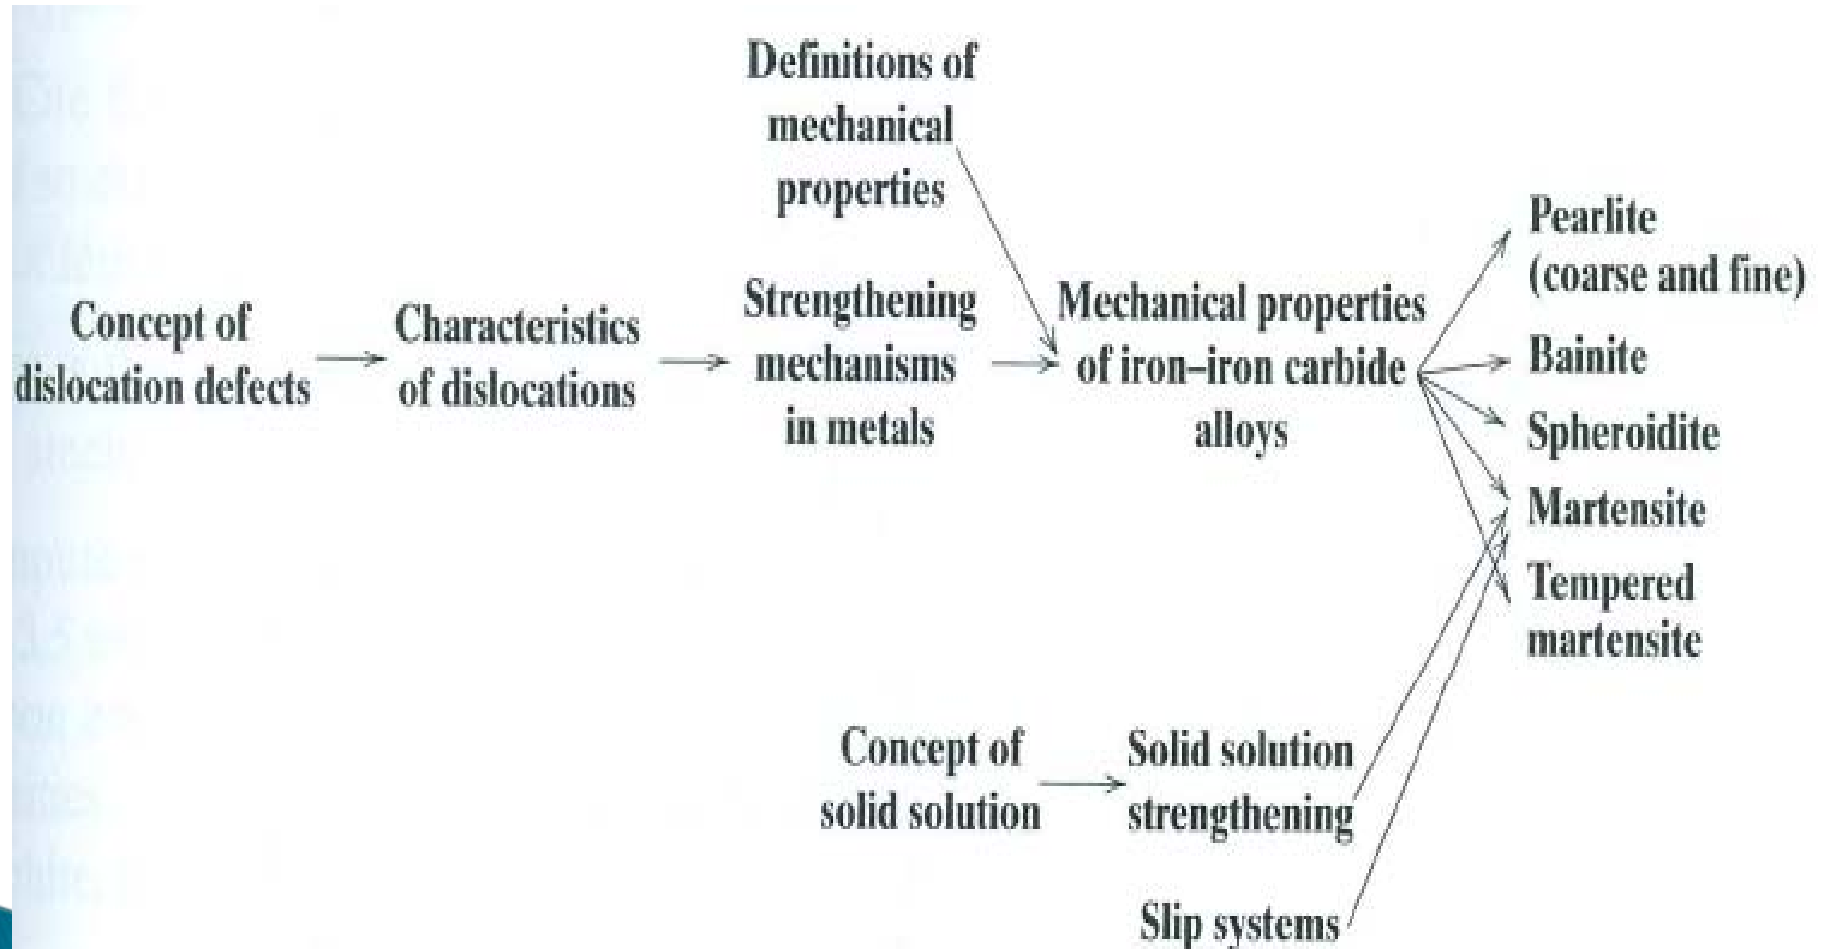 Definitions of
mechanical
properties
Concept of
dislocation defects
Characteristics
of dislocations
Strengthening
mechanisms
in metals
Mechanical properties
of iron–iron carbide
alloys
Pearlite
(coarse and fine)
Bainite
Spheroidite
Martensite
Tempered
martensite
Concept of
solid solution
Solid solution
strengthening
Slip systems